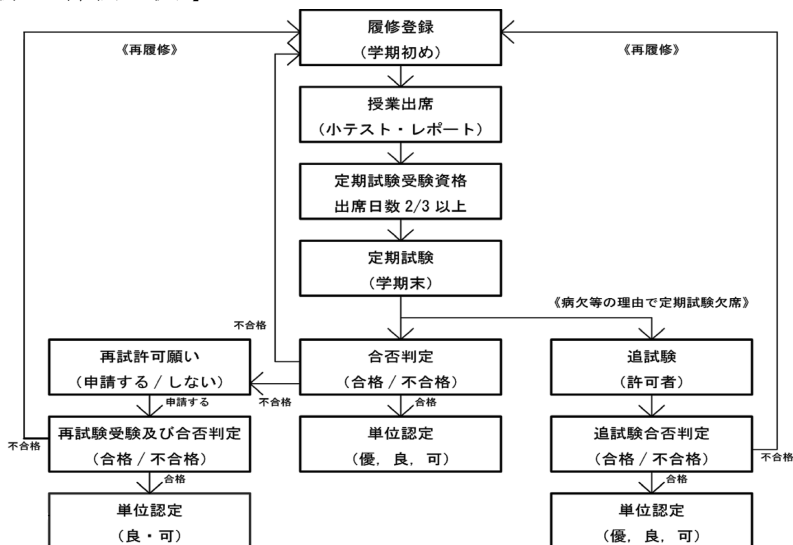 履修登録
（学期初め）
《再履修》
《再履修》
授業出席
（小テスト・レポート）
定期試験受験資格
出席日数 2/3 以上
定期試験
（学期末）
《病欠等の理由で定期試験欠席》
不合格
再試許可願い
（申請する / しない）
合否判定
（合格 / 不合格）
追試験
（許可者）
申請する
不合格
合格
再試験受験及び合否判定
（合格 / 不合格）
不合格
単位認定
（優，良，可）
追試験合否判定
（合格 / 不合格）
不合格
合格
合格
単位認定
（良・可）
単位認定
（優，良，可）